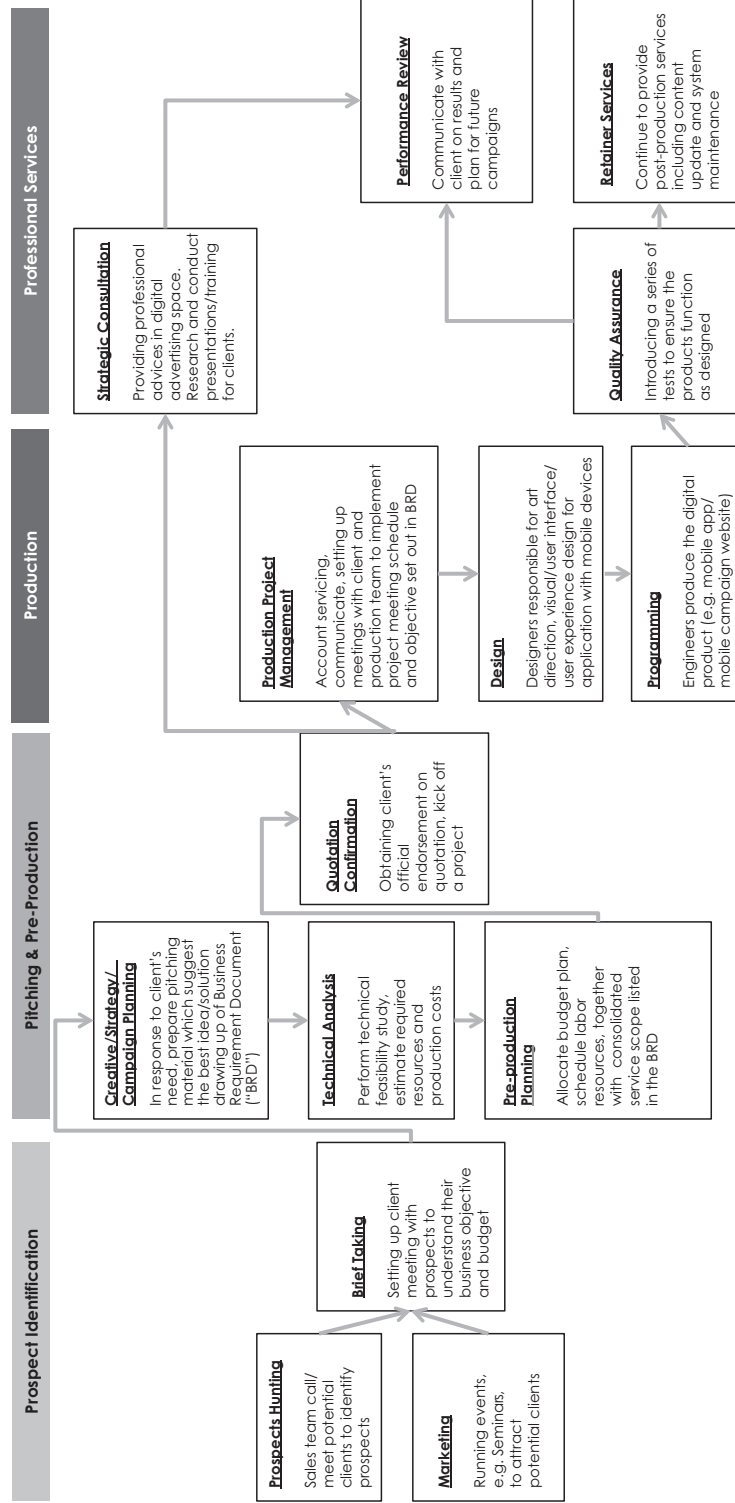 Prospect Identification
Pitching & Pre-Production
Production
Professional Services
Prospects Hunting
Sales team call/
meet potential
clients to identify
prospects
Marketing
Running events,
e.g. Seminars,
to attract
potential clients
Brief Taking
Setting up client
meeting with
prospects to
understand their
business objective
and budget
Creative/Strategy/
Campaign Planning
In response to client's
need, prepare pitching
material which suggest
the best idea/solution
drawing up of Business
Requirement Document
("BRD")
Technical Analysis
Perform technical
feasibility study,
estimate required
resources and
production costs
Pre-production
Planning
Allocate budget plan,
schedule labor
resources, together
with consolidated
service scope listed
in the BRD
Quotation
Confirmation
Obtaining client's
official
endorsement on
quotation, kick off
a project
Production Project
Management
Account servicing,
communicate, setting up
meetings with client and
production team to implement
project meeting schedule
and objective set out in BRD
Design
Designers responsible for art
direction, visual/user interface/
user experience design for
application with mobile devices
Programming
Engineers produce the digital
product (e.g. mobile app/
mobile campaign website)
Strategic Consultation
Providing professional
advices in digital
advertising space.
Research and conduct
presentations/training
for clients.
Quality Assurance
Introducing a series of
tests to ensure the
products function
as designed
Performance Review
Communicate with
client on results and
plan for future
campaigns
Retainer Services
Continue to provide
post-production services
including content
update and system
maintenance